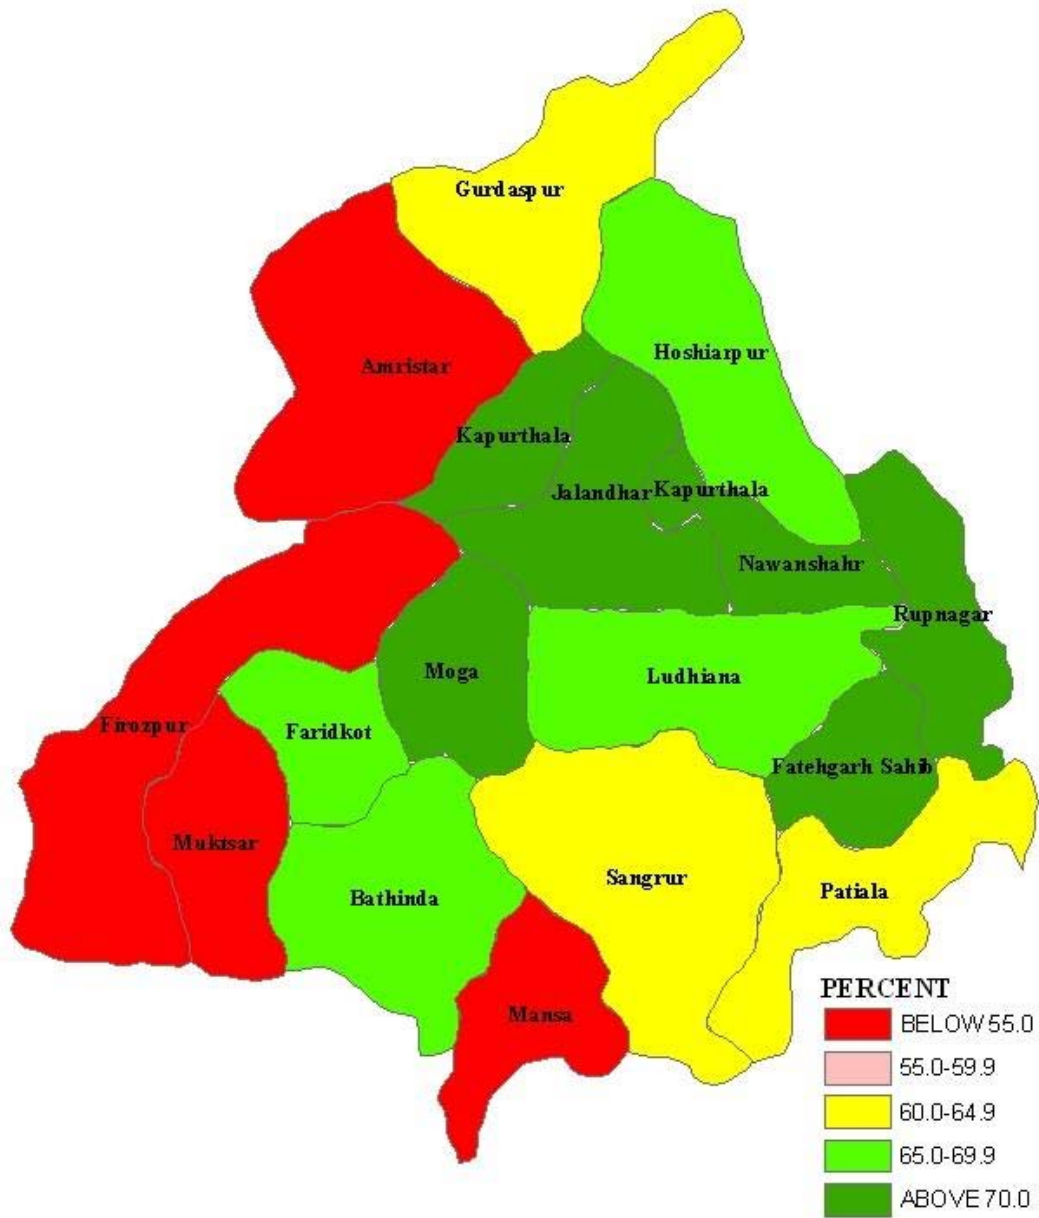 Gurdaspur
Hoshiarpur
Amristar
Kapurthala
Jalandhar
Kapurthala
Nawanshahr
Rupnagar
Moga
Ludhiana
Firozpur
Faridkot
Fatehgarh Sahib
Muktsar
Sangrur
Patiala
Bathinda
Mansa
PERCENT
BELOW 55.0
55.0-59.9
60.0-64.9
65.0-69.9
ABOVE 70.0